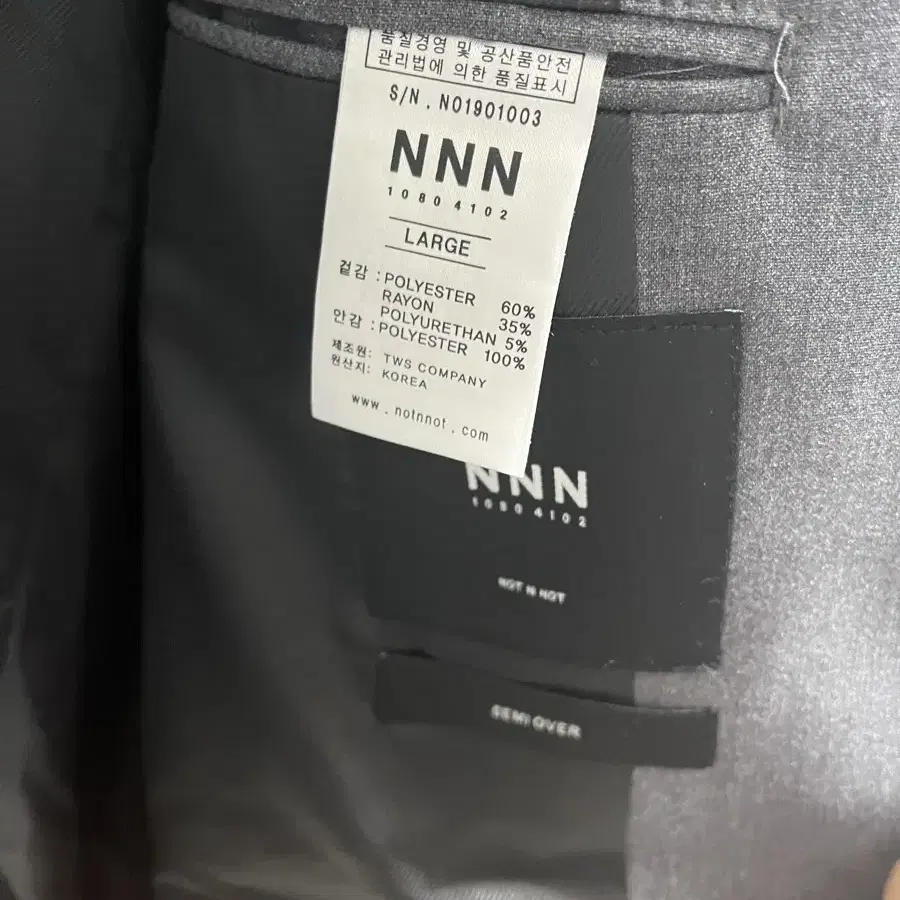 품질경영 및 공산품안전
관리법에 의한 품질표시
S/N . N01901003
NNN
1080 4102
LARGE
겉감 : POLYESTER 60%
RAYON 35%
POLYURETHAN 5%
안감 : POLYESTER 100%
제조원: TWS COMPANY
원산지: KOREA
www . notnnot . com
NNN
1080 4102
NOT N NOT
SEMI OVER